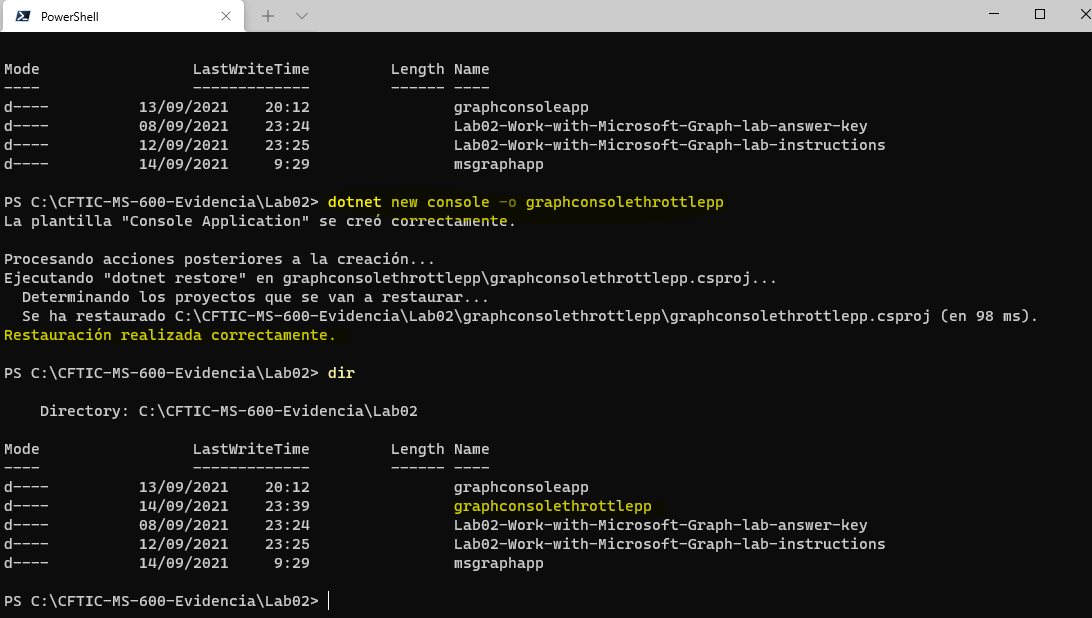 PowerShell
Mode                 LastWriteTime         Length Name
----                 -------------         ------ ----
d----          13/09/2021    20:12                graphconsoleapp
d----          08/09/2021    23:24                Lab02-Work-with-Microsoft-Graph-lab-answer-key
d----          12/09/2021    23:25                Lab02-Work-with-Microsoft-Graph-lab-instructions
d----          14/09/2021     9:29                msgraphapp
PS C:\CFTIC-MS-600-Evidencia\Lab02> dotnet new console -o graphconsolethrottlepp
La plantilla "Console Application" se creó correctamente.
Procesando acciones posteriores a la creación...
Ejecutando "dotnet restore" en graphconsolethrottlepp\graphconsolethrottlepp.csproj...
  Determinando los proyectos que se van a restaurar...
  Se ha restaurado C:\CFTIC-MS-600-Evidencia\Lab02\graphconsolethrottlepp\graphconsolethrottlepp.csproj (en 98 ms).
Restauración realizada correctamente.
PS C:\CFTIC-MS-600-Evidencia\Lab02> dir
    Directory: C:\CFTIC-MS-600-Evidencia\Lab02
Mode                 LastWriteTime         Length Name
----                 -------------         ------ ----
d----          13/09/2021    20:12                graphconsoleapp
d----          14/09/2021    23:39                graphconsolethrottlepp
d----          08/09/2021    23:24                Lab02-Work-with-Microsoft-Graph-lab-answer-key
d----          12/09/2021    23:25                Lab02-Work-with-Microsoft-Graph-lab-instructions
d----          14/09/2021     9:29                msgraphapp
PS C:\CFTIC-MS-600-Evidencia\Lab02>